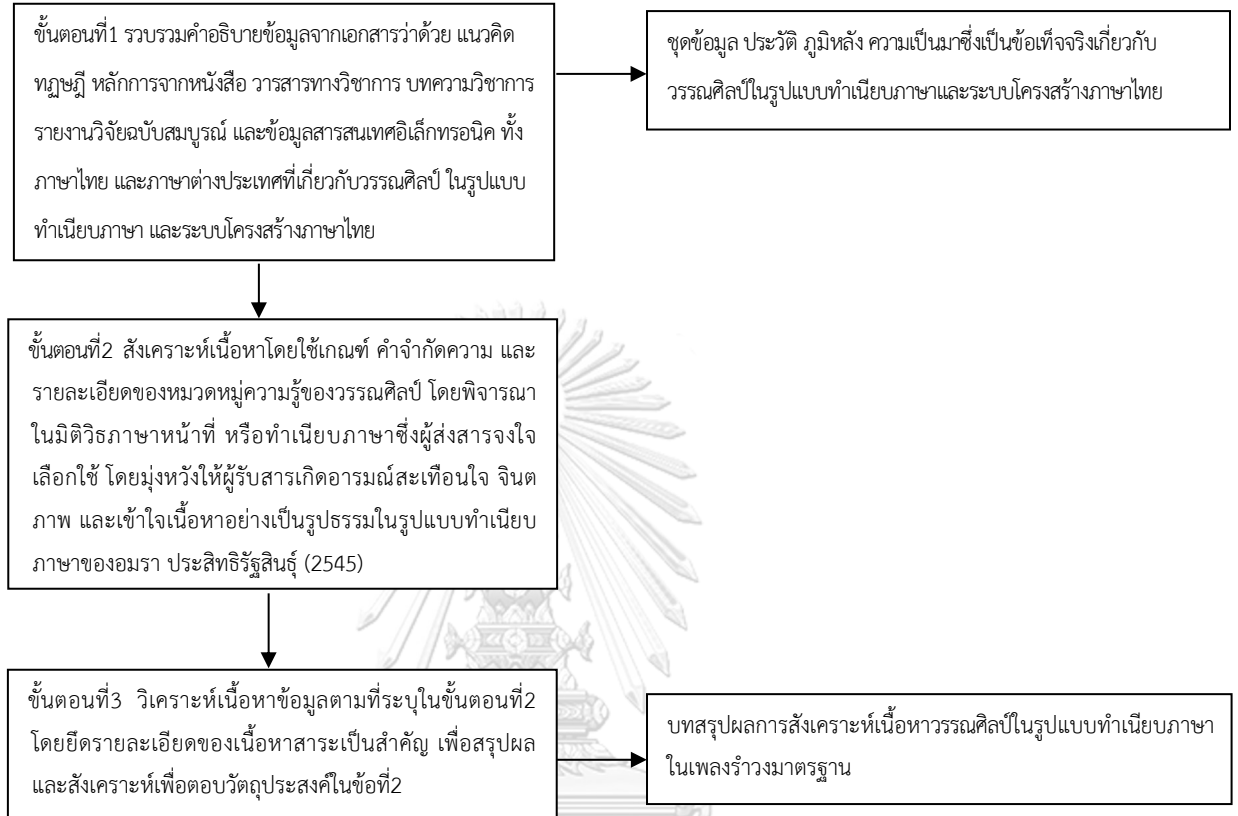 ขั้นตอนที่1 รวบรวมคำอธิบายข้อมูลจากเอกสารว่าด้วย แนวคิด
ทฏษฎี หลักการจากหนังสือ วารสารทางวิชาการ บทความวิชาการ
รายงานวิจัยฉบับสมบูรณ์ และข้อมูลสารสนเทศอิเล็กทรอนิค ทั้ง
ภาษาไทย และภาษาต่างประเทศที่เกี่ยวกับวรรณศิลป์ ในรูปแบบ
ทำเนียบภาษา และระบบโครงสร้างภาษาไทย
ชุดข้อมูล ประวัติ ภูมิหลัง ความเป็นมาซึ่งเป็นข้อเท็จจริงเกี่ยวกับ
วรรณศิลป์ในรูปแบบทำเนียบภาษาและระบบโครงสร้างภาษาไทย
ขั้นตอนที่2 สังเคราะห์เนื้อหาโดยใช้เกณฑ์ คำจำกัดความ และ
รายละเอียดของหมวดหมู่ความรู้ของวรรณศิลป์ โดยพิจารณา
ในมิติวิธภาษาหน้าที่ หรือทำเนียบภาษาซึ่งผู้ส่งสารจงใจ
เลือกใช้ โดยมุ่งหวังให้ผู้รับสารเกิดอารมณ์สะเทือนใจ จินต
ภาพ และเข้าใจเนื้อหาอย่างเป็นรูปธรรมในรูปแบบทำเนียบ
ภาษาของอมรา ประสิทธิรัฐสินธุ์ (2545)
ขั้นตอนที่3 วิเคราะห์เนื้อหาข้อมูลตามที่ระบุในขั้นตอนที่2
โดยยึดรายละเอียดของเนื้อหาสาระเป็นสำคัญ เพื่อสรุปผล
และสังเคราะห์เพื่อตอบวัตถุประสงค์ในข้อที่2
บทสรุปผลการสังเคราะห์เนื้อหาวรรณศิลป์ในรูปแบบทำเนียบภาษา
ในเพลงรำวงมาตรฐาน